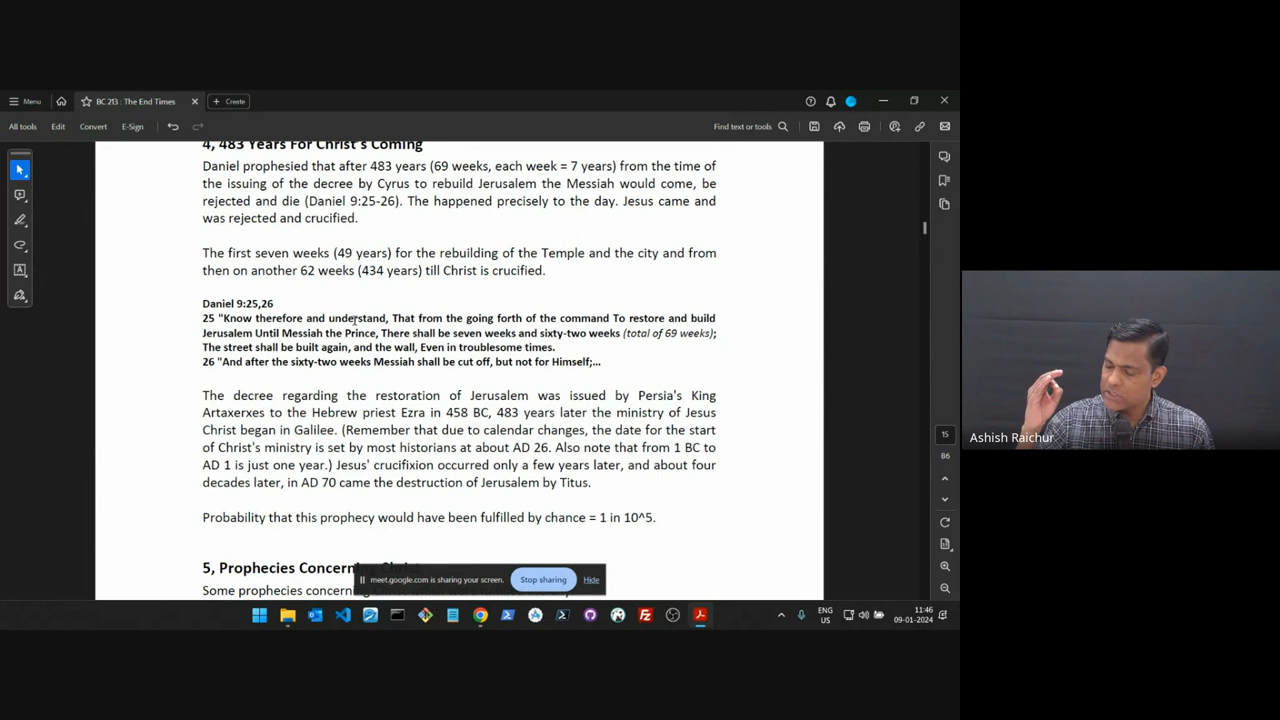 Menu
BC 213 : The End Times
Create
All tools
Edit
Convert
E-Sign
Find text or tools
4, 483 Years For Christ's Coming
Daniel prophesied that after 483 years (69 weeks, each week = 7 years) from the time of
the issuing of the decree by Cyrus to rebuild Jerusalem the Messiah would come, be
rejected and die (Daniel 9:25-26). The happened precisely to the day. Jesus came and
was rejected and crucified.
The first seven weeks (49 years) for the rebuilding of the Temple and the city and from
then on another 62 weeks (434 years) till Christ is crucified.
Daniel 9:25,26
25 "Know therefore and understand, That from the going forth of the command To restore and build
Jerusalem Until Messiah the Prince, There shall be seven weeks and sixty-two weeks (total of 69 weeks);
The street shall be built again, and the wall, Even in troublesome times.
26 "And after the sixty-two weeks Messiah shall be cut off, but not for Himself;...
The decree regarding the restoration of Jerusalem was issued by Persia's King
Artaxerxes to the Hebrew priest Ezra in 458 BC, 483 years later the ministry of Jesus
Christ began in Galilee. (Remember that due to calendar changes, the date for the start
of Christ's ministry is set by most historians at about AD 26. Also note that from 1 BC to
AD 1 is just one year.) Jesus' crucifixion occurred only a few years later, and about four
decades later, in AD 70 came the destruction of Jerusalem by Titus.
Probability that this prophecy would have been fulfilled by chance = 1 in 10^5.
5, Prophecies Concerning
Some prophecies concerning
meet.google.com is sharing your screen.
Stop sharing
Hide
15
86
Ashish Raichur
ENG
US
11:46
09-01-2024